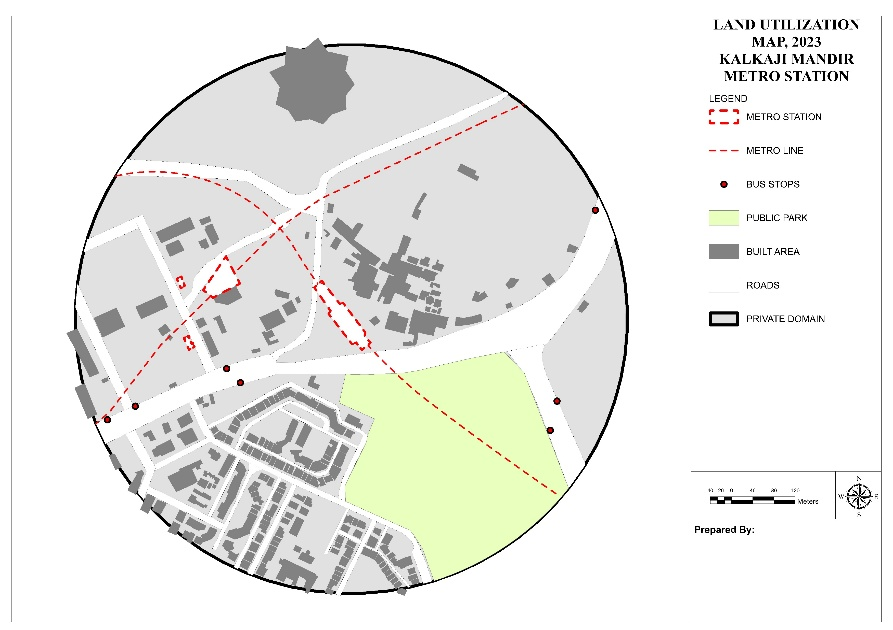 LAND UTILIZATION
MAP, 2023
KALKAJI MANDIR
METRO STATION
LEGEND
METRO STATION
METRO LINE
BUS STOPS
PUBLIC PARK
BUILT AREA
ROADS
PRIVATE DOMAIN
Meters
Prepared By: